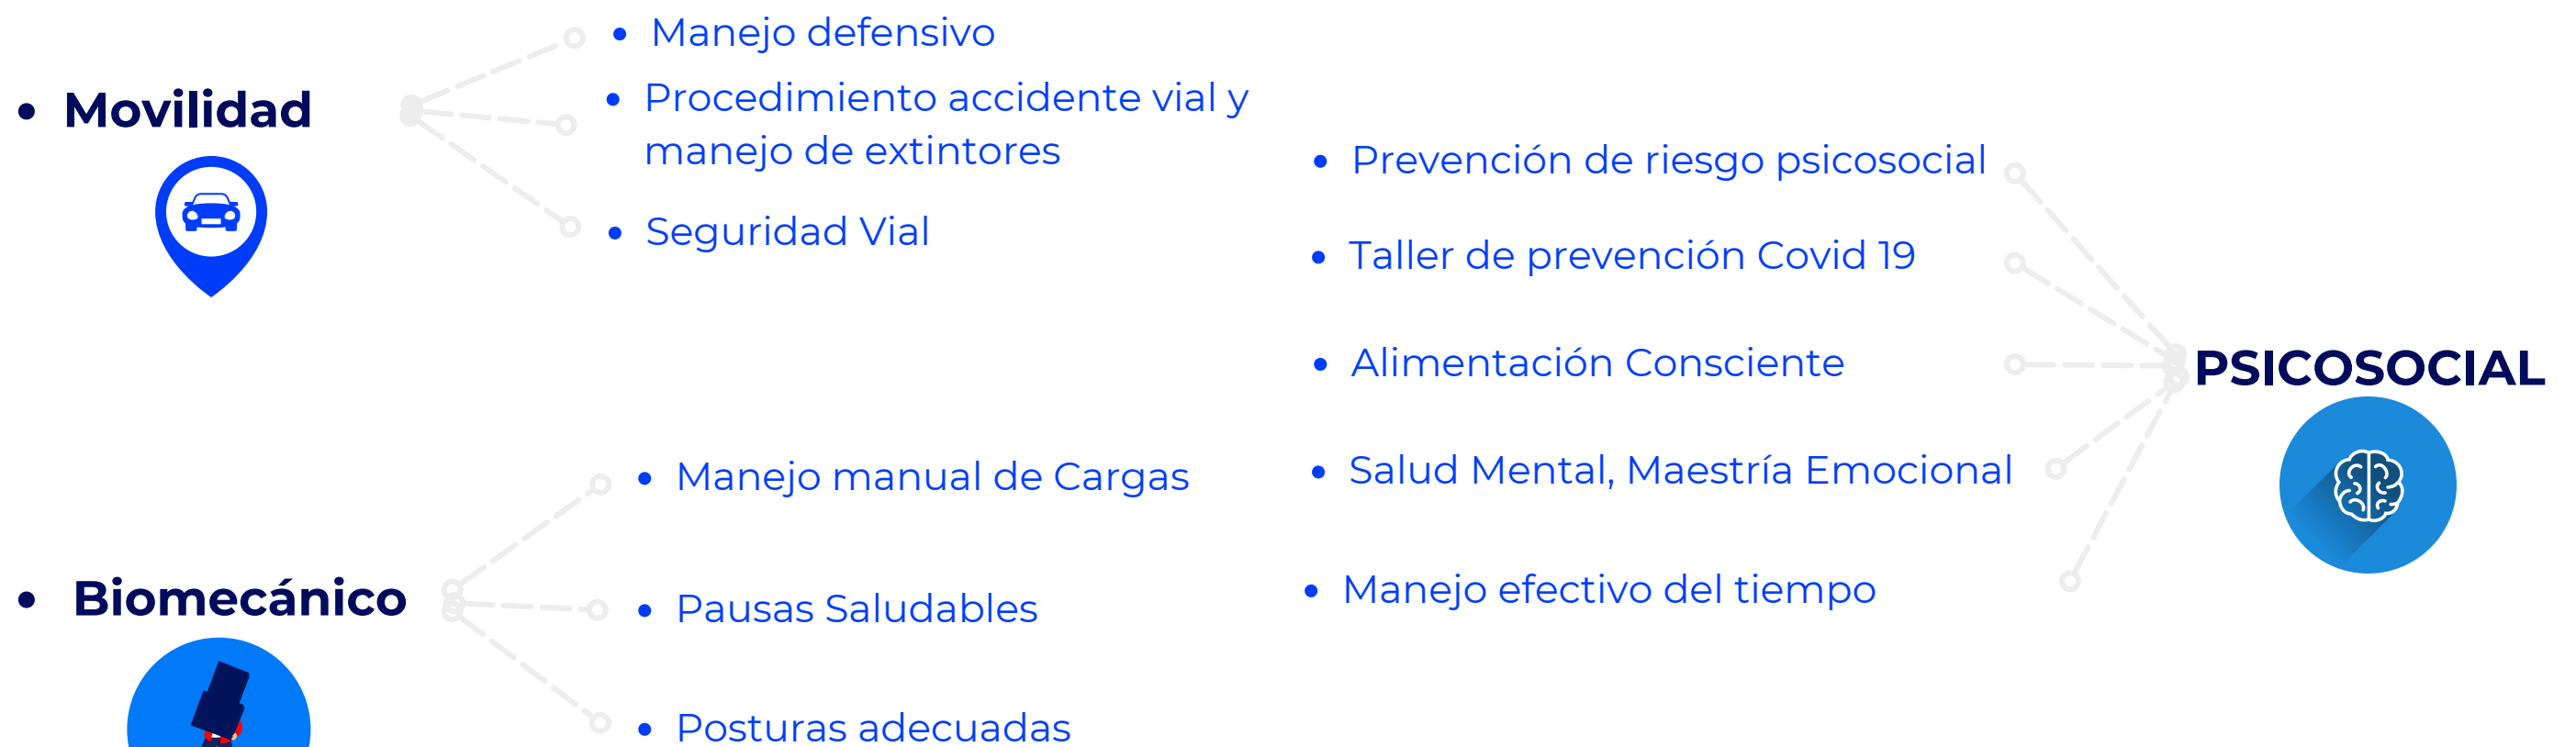 • Movilidad
• Manejo defensivo
• Procedimiento accidente vial y
manejo de extintores
• Seguridad Vial
• Biomecánico
• Manejo manual de Cargas
• Pausas Saludables
• Posturas adecuadas
• Prevención de riesgo psicosocial
• Taller de prevención Covid 19
• Alimentación Consciente
• Salud Mental, Maestría Emocional
• Manejo efectivo del tiempo
PSICOSOCIAL